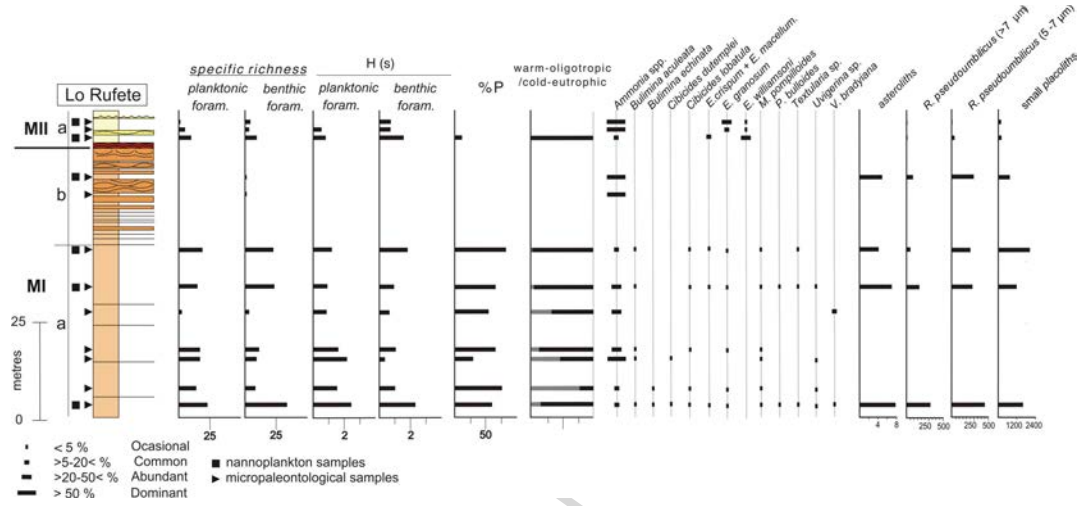 specific richness
H (s)
planktonic foram.
benthic foram.
planktonic foram.
benthic foram.
%P
warm-oligotropic /cold-eutrophic
Ammonia spp.
Bulimina aculeata
Bulimina echinata
Cibicides dutemplei
Cibicides lobatula
E.crispum + E. macellum.
E. granosum
E. williamsoni
M. pompilloides
P. bulloides
Textularia sp.
Uvigerina sp.
V. bradyiana
asteroliths
R. pseudoumbilicus (>7 µm)
R. pseudoumbilicus (5 -7 µm)
small placoliths
Lo Rufete
MII a
b
MI
a
25
metres
0
25 25 2 2 50 4 8 250 500 250 500 1200 2400
< 5 % Ocasional
>5-20< % Common
>20-50< % Abundant
> 50 % Dominant
nannoplankton samples
micropaleontological samples